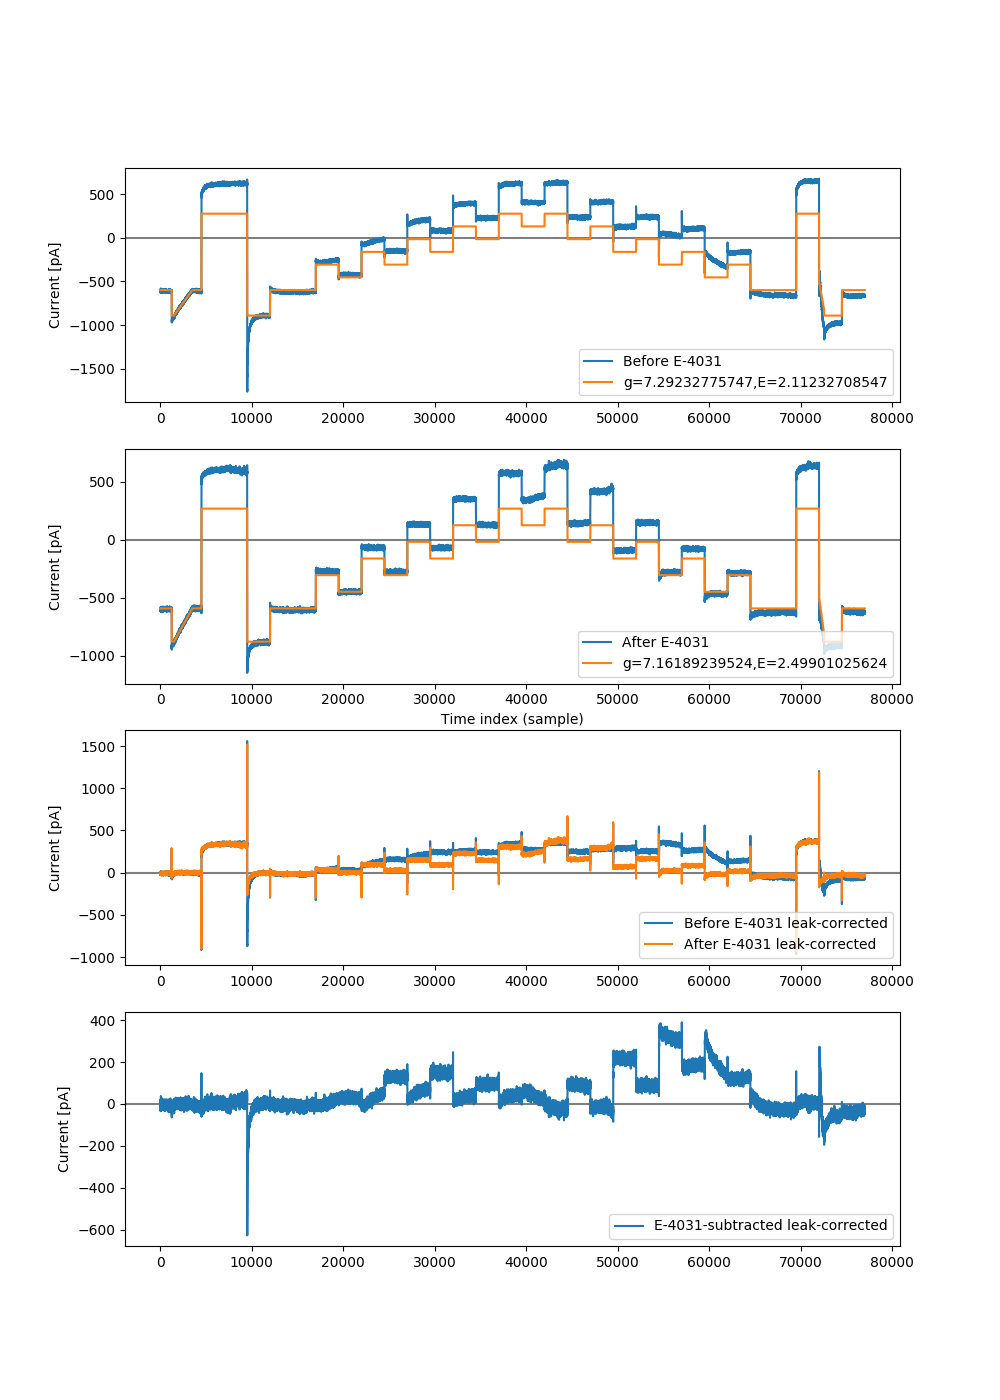 500
0
−500
−1000
−1500
Current [pA]
Before E-4031
g=7.29232775747,E=2.11232708547
0 10000 20000 30000 40000 50000 60000 70000 80000
500
0
−500
−1000
Current [pA]
After E-4031
g=7.16189239524,E=2.49901025624
0 10000 20000 30000 40000 50000 60000 70000 80000
Time index (sample)
1500
1000
500
0
−500
−1000
Current [pA]
Before E-4031 leak-corrected
After E-4031 leak-corrected
0 10000 20000 30000 40000 50000 60000 70000 80000
400
200
0
−200
−400
−600
Current [pA]
E-4031-subtracted leak-corrected
0 10000 20000 30000 40000 50000 60000 70000 80000